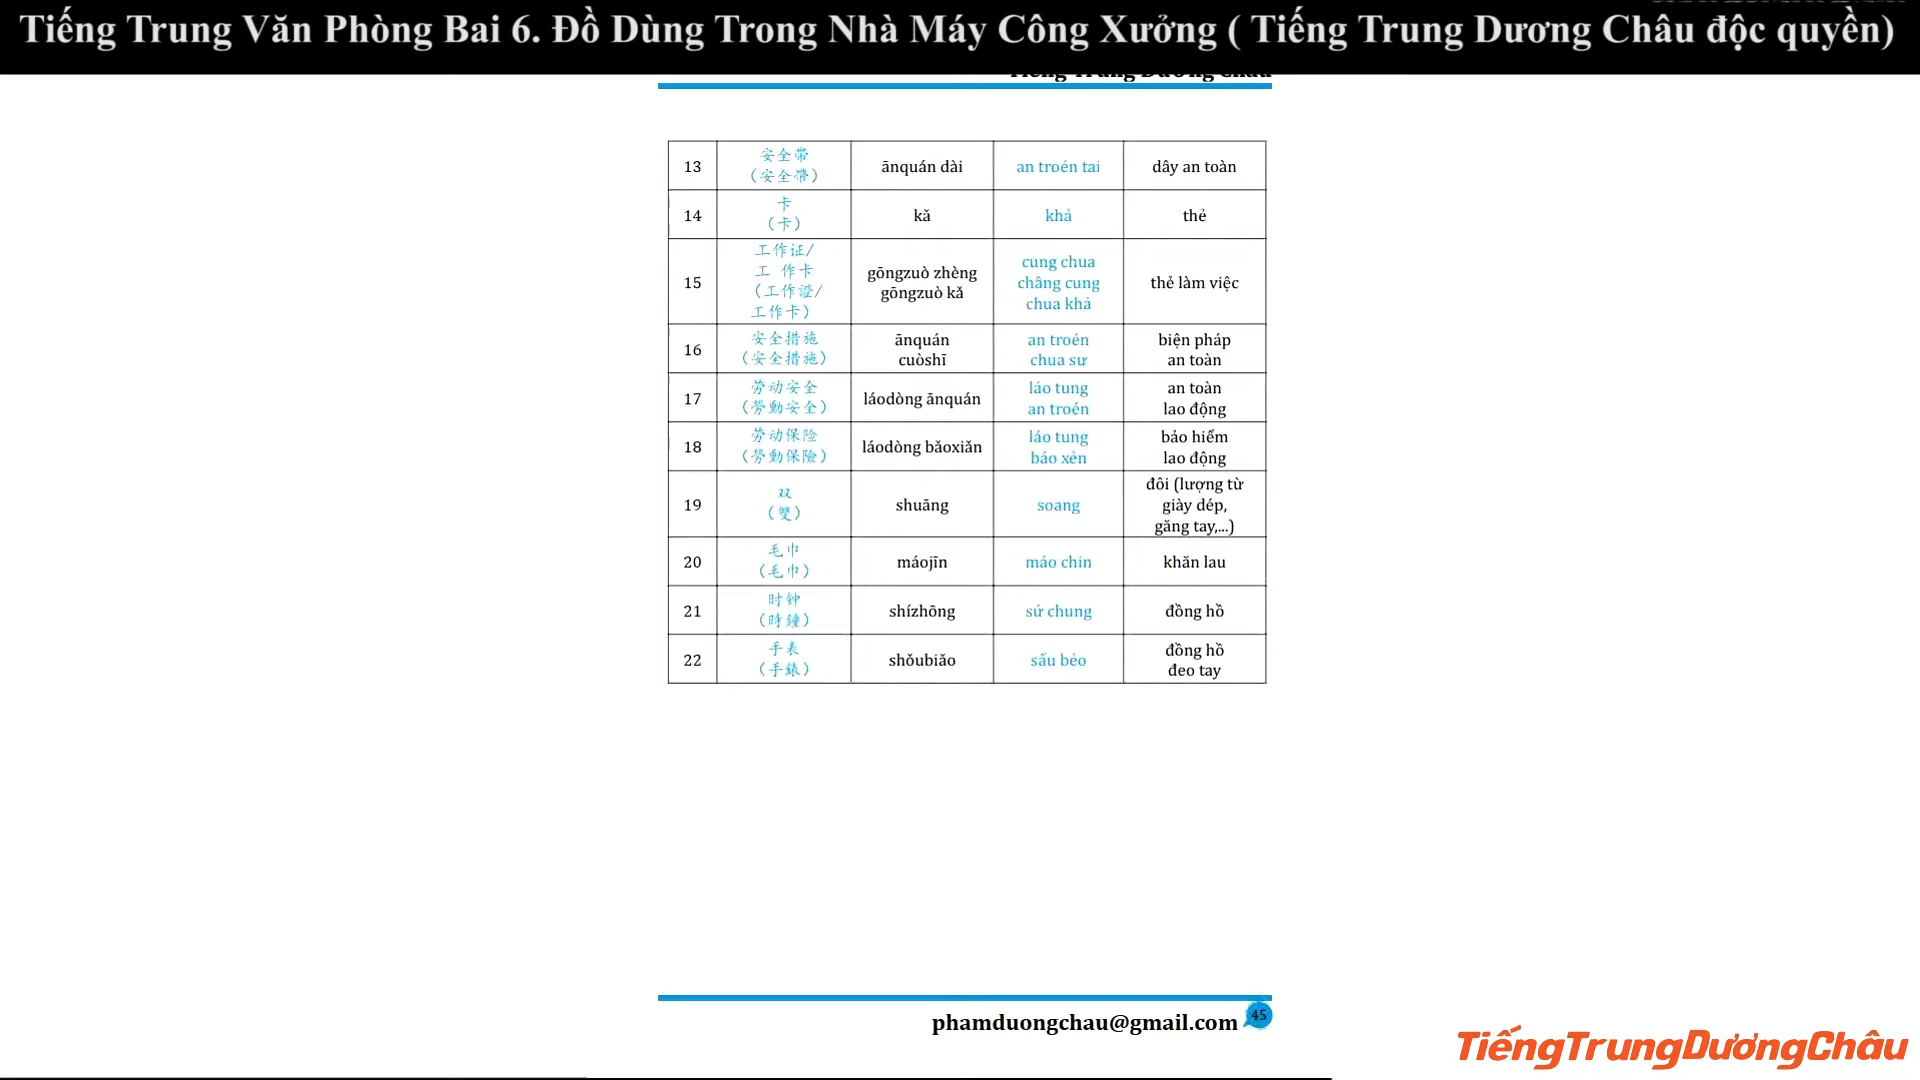 Tiếng Trung Văn Phòng Bai 6. Đồ Dùng Trong Nhà Máy Công Xưởng ( Tiếng Trung Dương Châu độc quyền)
Tiếng Trung Dương Châu
13
安全带
（安全帶）
ānquán dài
an troén tai
dây an toàn
14
卡
（卡）
kǎ
khả
thẻ
15
工作证/
工 作卡
（工作證/
工作卡）
gōngzuò zhèng
gōngzuò kǎ
cung chua
châng cung
chua khả
thẻ làm việc
16
安全措施
（安全措施）
ānquán
cuòshī
an troén
chua sư
biện pháp
an toàn
17
劳动安全
（勞動安全）
láodòng ānquán
láo tung
an troén
an toàn
lao động
18
劳动保险
（勞動保險）
láodòng bǎoxiǎn
láo tung
báo xẻn
bảo hiểm
lao động
19
双
（雙）
shuāng
soang
đôi (lượng từ
giày dép,
găng tay,...)
20
毛巾
（毛巾）
máojīn
máo chin
khăn lau
21
时钟
（時鐘）
shízhōng
sứ chung
đồng hồ
22
手表
（手錶）
shǒubiǎo
sẩu bẻo
đồng hồ
đeo tay
phamduongchau@gmail.com
45
TiếngTrungDươngChâu